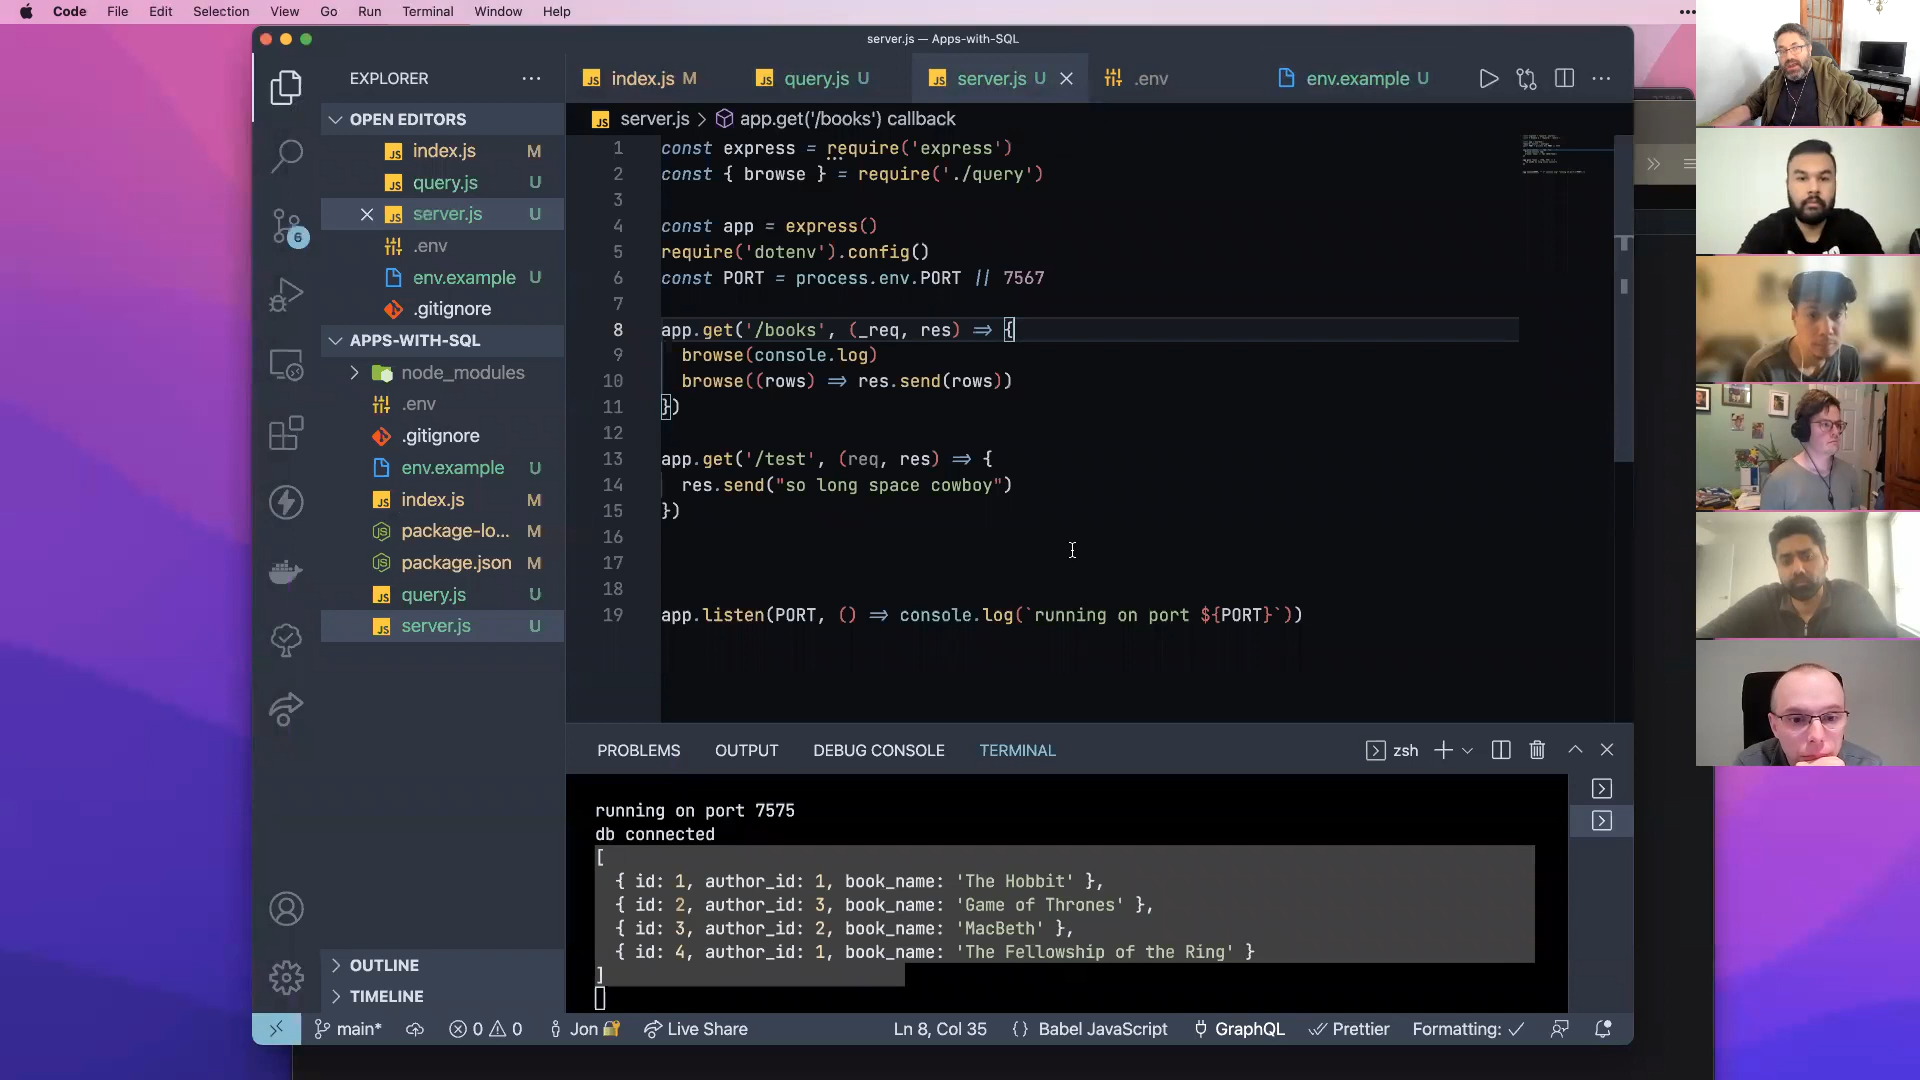 Code File Edit Selection View Go Run Terminal Window Help
server.js — Apps-with-SQL
EXPLORER
OPEN EDITORS
index.js M
query.js U
server.js U
.env
env.example U
.gitignore
APPS-WITH-SQL
node_modules
.env
.gitignore
env.example U
index.js M
package-lo... M
package.json M
query.js U
server.js U
OUTLINE
TIMELINE
6
index.js M query.js U server.js U .env env.example U
server.js > app.get('/books') callback
1 const express = require('express')
2 const { browse } = require('./query')
3
4 const app = express()
5 require('dotenv').config()
6 const PORT = process.env.PORT || 7567
7
8 app.get('/books', (_req, res) => {
9 browse(console.log)
10 browse((rows) => res.send(rows))
11 })
12
13 app.get('/test', (req, res) => {
14 res.send("so long space cowboy")
15 })
16
17
18
19 app.listen(PORT, () => console.log(`running on port ${PORT}`))
PROBLEMS OUTPUT DEBUG CONSOLE TERMINAL zsh
running on port 7575
db connected
[
{ id: 1, author_id: 1, book_name: 'The Hobbit' },
{ id: 2, author_id: 3, book_name: 'Game of Thrones' },
{ id: 3, author_id: 2, book_name: 'MacBeth' },
{ id: 4, author_id: 1, book_name: 'The Fellowship of the Ring' }
]
main* 0 0 Jon Live Share Ln 8, Col 35 {} Babel JavaScript GraphQL Prettier Formatting: ✓